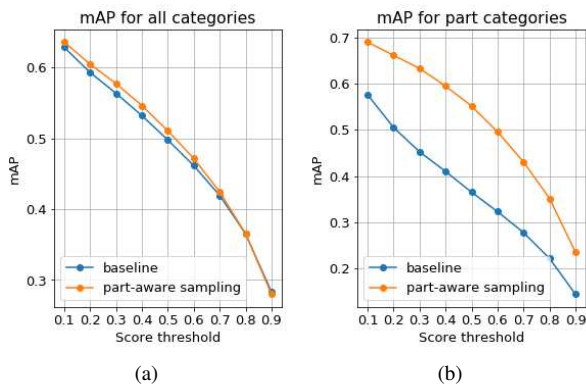 mAP for all categories
0.6
0.5
0.4
0.3
mAP
baseline
part-aware sampling
0.1 0.2 0.3 0.4 0.5 0.6 0.7 0.8 0.9
Score threshold
(a)
mAP for part categories
0.7
0.6
0.5
0.4
0.3
0.2
mAP
baseline
part-aware sampling
0.1 0.2 0.3 0.4 0.5 0.6 0.7 0.8 0.9
Score threshold
(b)